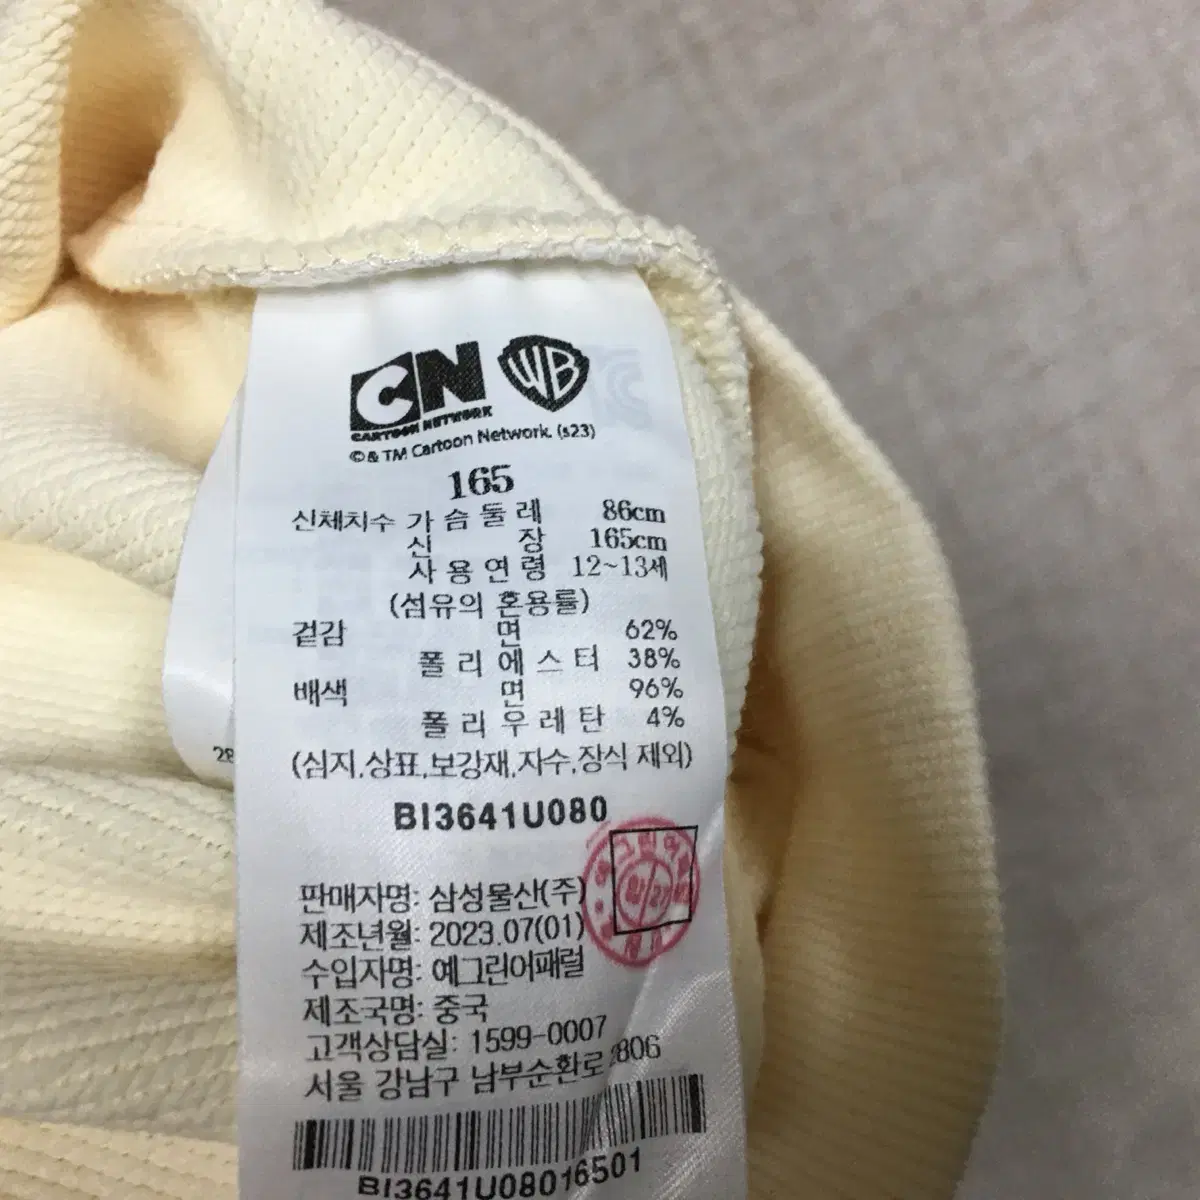 CN WB
CARTOON NETWORK
© & TM Cartoon Network. (s23)
165
신체치수 가슴둘레 86cm
신장 165cm
사용연령 12~13세
(섬유의 혼용률)
겉감 면 62%
폴리에스터 38%
배색 면 96%
폴리우레탄 4%
28
(심지,상표,보강재,자수,장식 제외)
BI3641U080
판매자명: 삼성물산(주)
제조년월: 2023.07(01)
수입자명: 예그린어패럴
제조국명: 중국
고객상담실: 1599-0007
서울 강남구 남부순환로 2806
BI3641U08016501